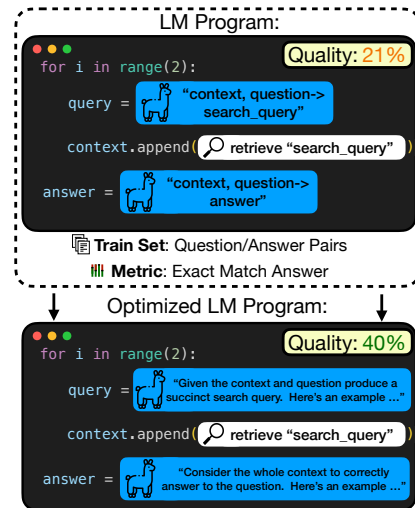 LM Program:
Quality: 21%
for i in range(2):
query = “context, question->
search_query”
context.append( retrieve “search_query” )
answer = “context, question->
answer”
Train Set: Question/Answer Pairs
Metric: Exact Match Answer
Optimized LM Program:
Quality: 40%
for i in range(2):
query = “Given the context and question produce a
succinct search query. Here's an example ...”
context.append( retrieve “search_query” )
answer = “Consider the whole context to correctly
answer to the question. Here's an example ...”